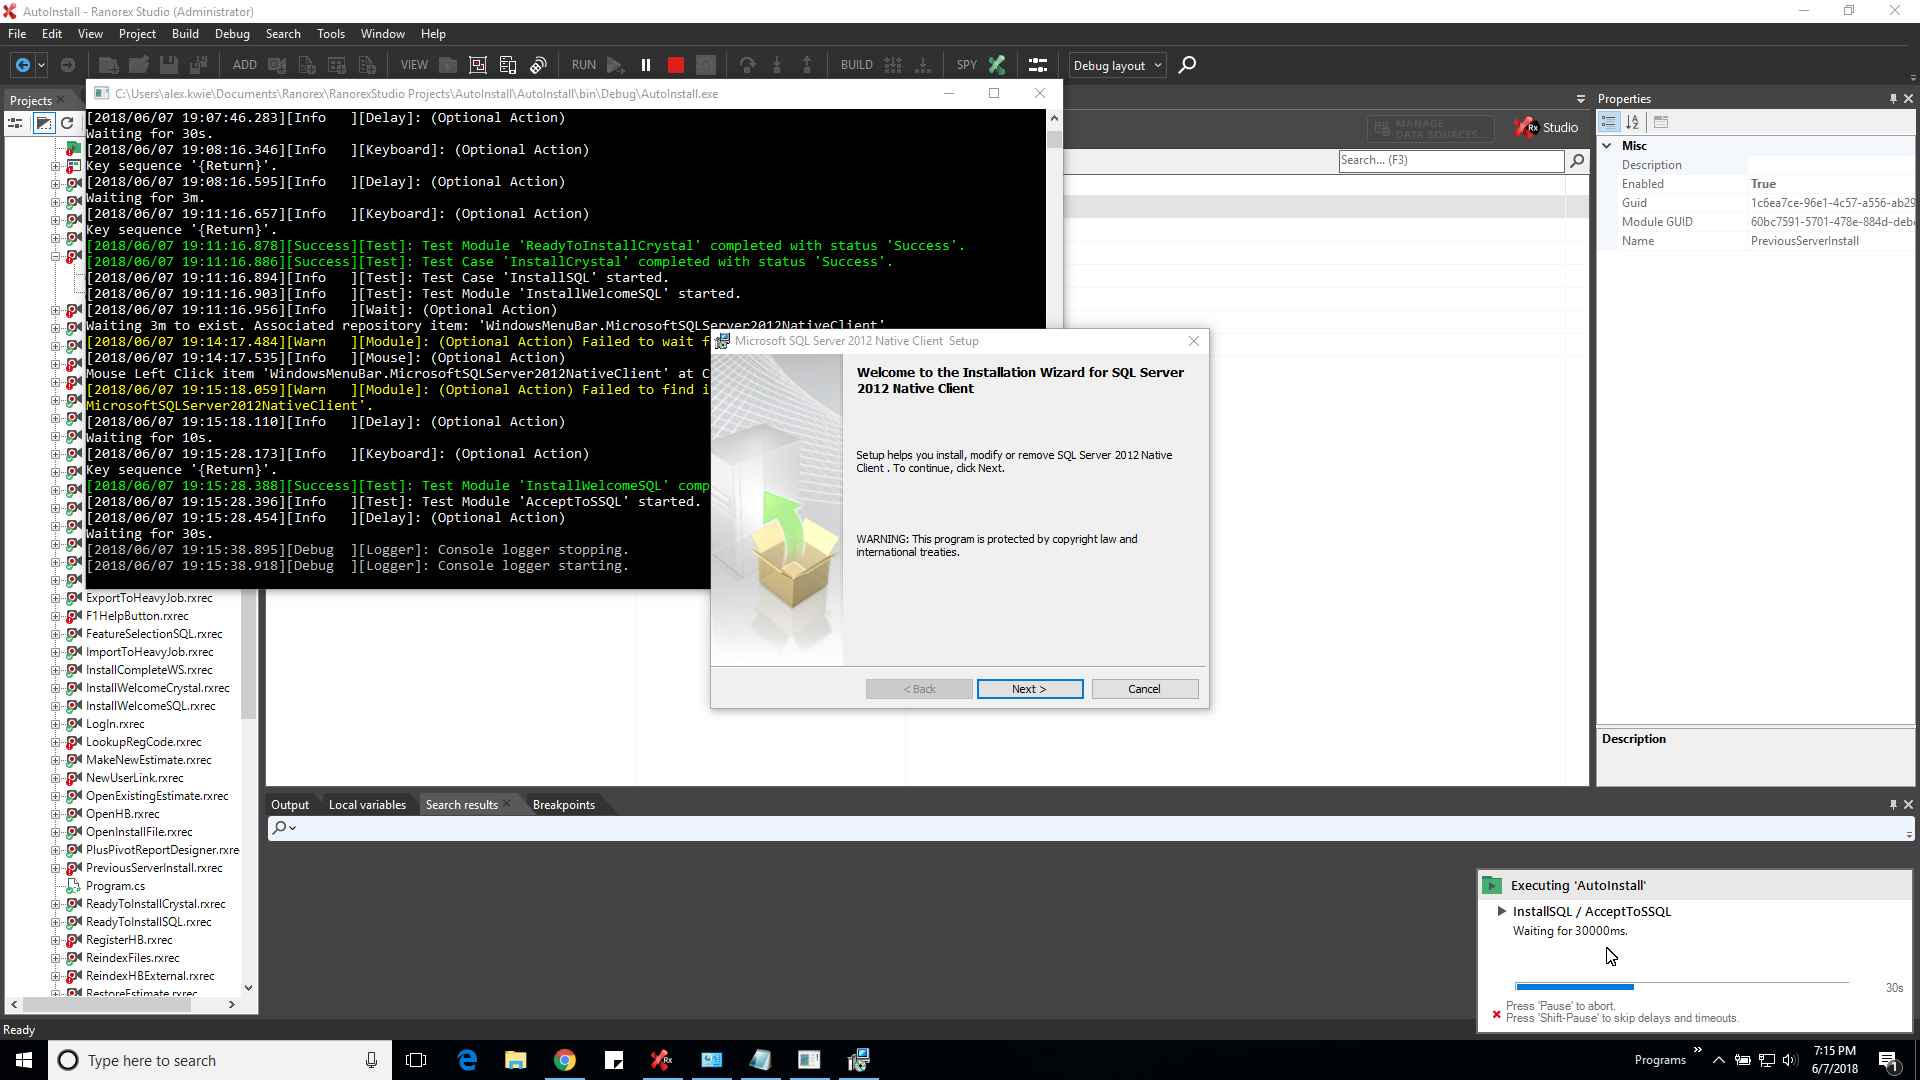 AutoInstall - Ranorex Studio (Administrator)
File Edit View Project Build Debug Search Tools Window Help
ADD VIEW RUN BUILD SPY Debug layout
Projects
C:\Users\alex.kwie\Documents\Ranorex\RanorexStudio Projects\AutoInstall\AutoInstall\bin\Debug\AutoInstall.exe
[2018/06/07 19:07:46.283][Info   ][Delay]: (Optional Action)
Waiting for 30s.
[2018/06/07 19:08:16.346][Info   ][Keyboard]: (Optional Action)
Key sequence '{Return}'.
[2018/06/07 19:08:16.595][Info   ][Delay]: (Optional Action)
Waiting for 3m.
[2018/06/07 19:11:16.657][Info   ][Keyboard]: (Optional Action)
Key sequence '{Return}'.
[2018/06/07 19:11:16.878][Success][Test]: Test Module 'ReadyToInstallCrystal' completed with status 'Success'.
[2018/06/07 19:11:16.886][Success][Test]: Test Case 'InstallCrystal' completed with status 'Success'.
[2018/06/07 19:11:16.894][Info   ][Test]: Test Case 'InstallSQL' started.
[2018/06/07 19:11:16.903][Info   ][Test]: Test Module 'InstallWelcomeSQL' started.
[2018/06/07 19:11:16.956][Info   ][Wait]: (Optional Action)
Waiting 3m to exist. Associated repository item: 'WindowsMenuBar.MicrosoftSQLServer2012NativeClient'
[2018/06/07 19:14:17.484][Warn   ][Module]: (Optional Action) Failed to wait f
[2018/06/07 19:14:17.535][Info   ][Mouse]: (Optional Action)
Mouse Left Click item 'WindowsMenuBar.MicrosoftSQLServer2012NativeClient' at C
[2018/06/07 19:15:18.059][Warn   ][Module]: (Optional Action) Failed to find i
MicrosoftSQLServer2012NativeClient'.
[2018/06/07 19:15:18.110][Info   ][Delay]: (Optional Action)
Waiting for 10s.
[2018/06/07 19:15:28.173][Info   ][Keyboard]: (Optional Action)
Key sequence '{Return}'.
[2018/06/07 19:15:28.388][Success][Test]: Test Module 'InstallWelcomeSQL' comp
[2018/06/07 19:15:28.396][Info   ][Test]: Test Module 'AcceptToSSQL' started.
[2018/06/07 19:15:28.454][Info   ][Delay]: (Optional Action)
Waiting for 30s.
[2018/06/07 19:15:38.895][Debug  ][Logger]: Console logger stopping.
[2018/06/07 19:15:38.918][Debug  ][Logger]: Console logger starting.
Microsoft SQL Server 2012 Native Client Setup
Welcome to the Installation Wizard for SQL Server
2012 Native Client
Setup helps you install, modify or remove SQL Server 2012 Native
Client . To continue, click Next.
WARNING: This program is protected by copyright law and
international treaties.
< Back
Next >
Cancel
MANAGE
DATA SOURCES
Rx Studio
Search... (F3)
Properties
Misc
Description
Enabled True
Guid 1c6ea7ce-96e1-4c57-a556-ab29
Module GUID 60bc7591-5701-478e-884d-deb
Name PreviousServerInstall
Description
ExportToHeavyJob.rxrec
F1HelpButton.rxrec
FeatureSelectionSQL.rxrec
ImportToHeavyJob.rxrec
InstallCompleteWS.rxrec
InstallWelcomeCrystal.rxrec
InstallWelcomeSQL.rxrec
LogIn.rxrec
LookupRegCode.rxrec
MakeNewEstimate.rxrec
NewUserLink.rxrec
OpenExistingEstimate.rxrec
OpenHB.rxrec
OpenInstallFile.rxrec
PlusPivotReportDesigner.rxre
PreviousServerInstall.rxrec
Program.cs
ReadyToInstallCrystal.rxrec
ReadyToInstallSQL.rxrec
RegisterHB.rxrec
ReindexFiles.rxrec
ReindexHBExternal.rxrec
RestoreEstimate.rxrec
Output Local variables Search results Breakpoints
Executing 'AutoInstall'
InstallSQL / AcceptToSSQL
Waiting for 30000ms.
30s
Press 'Pause' to abort.
Press 'Shift-Pause' to skip delays and timeouts.
Ready
Type here to search
Programs
7:15 PM
6/7/2018
1